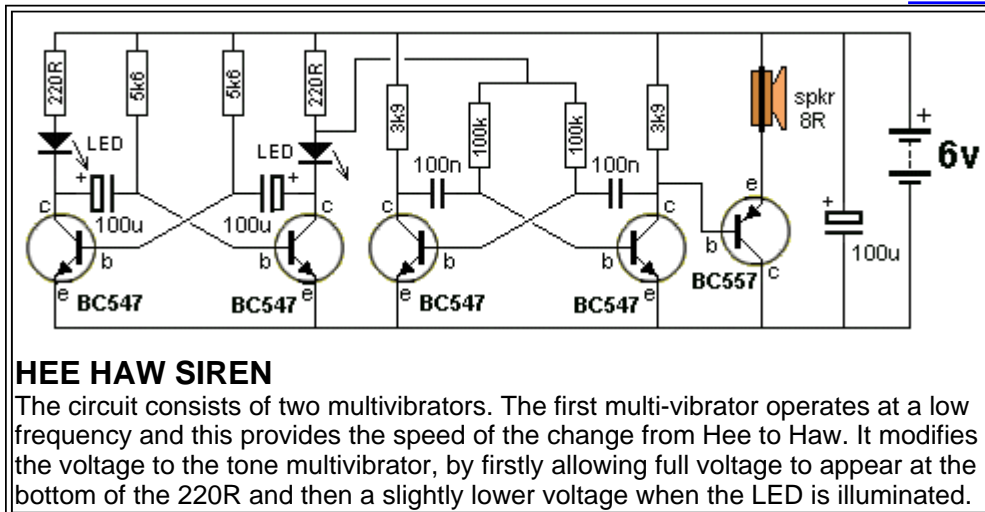 220R 5k6 5k6 220R 3k9 100k 100k 3k9 spkr
8R
LED LED 100n 100n + 6v
+ + +
100u 100u 100u
c c c c e
b b b b b
e e e e c
BC547 BC547 BC547 BC547 BC557
HEE HAW SIREN
The circuit consists of two multivibrators. The first multi-vibrator operates at a low
frequency and this provides the speed of the change from Hee to Haw. It modifies
the voltage to the tone multivibrator, by firstly allowing full voltage to appear at the
bottom of the 220R and then a slightly lower voltage when the LED is illuminated.